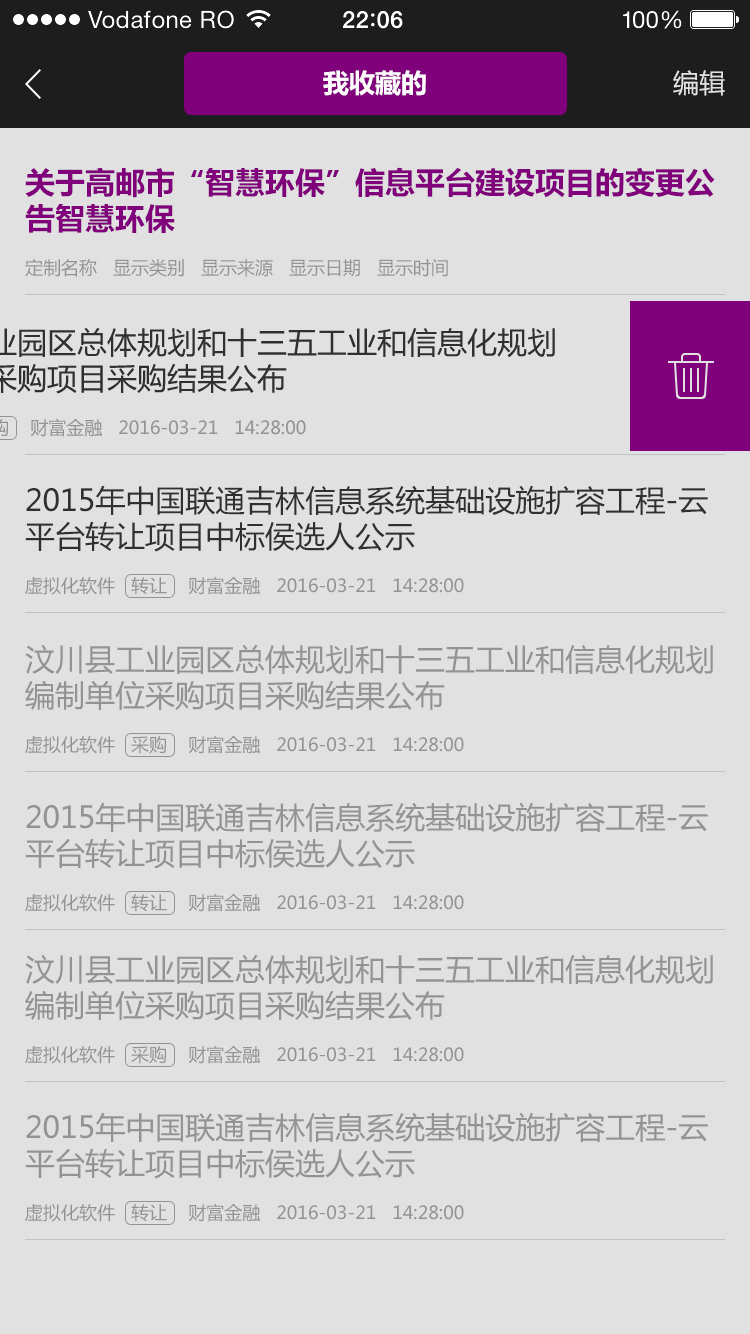 Vodafone RO 22:06 100%
我收藏的 编辑
关于高邮市“智慧环保”信息平台建设项目的变更公
告智慧环保
定制名称 显示类别 显示来源 显示日期 显示时间
业园区总体规划和十三五工业和信息化规划
采购项目采购结果公布
购 财富金融 2016-03-21 14:28:00
2015年中国联通吉林信息系统基础设施扩容工程-云
平台转让项目中标侯选人公示
虚拟化软件 转让 财富金融 2016-03-21 14:28:00
汶川县工业园区总体规划和十三五工业和信息化规划
编制单位采购项目采购结果公布
虚拟化软件 采购 财富金融 2016-03-21 14:28:00
2015年中国联通吉林信息系统基础设施扩容工程-云
平台转让项目中标侯选人公示
虚拟化软件 转让 财富金融 2016-03-21 14:28:00
汶川县工业园区总体规划和十三五工业和信息化规划
编制单位采购项目采购结果公布
虚拟化软件 采购 财富金融 2016-03-21 14:28:00
2015年中国联通吉林信息系统基础设施扩容工程-云
平台转让项目中标侯选人公示
虚拟化软件 转让 财富金融 2016-03-21 14:28:00